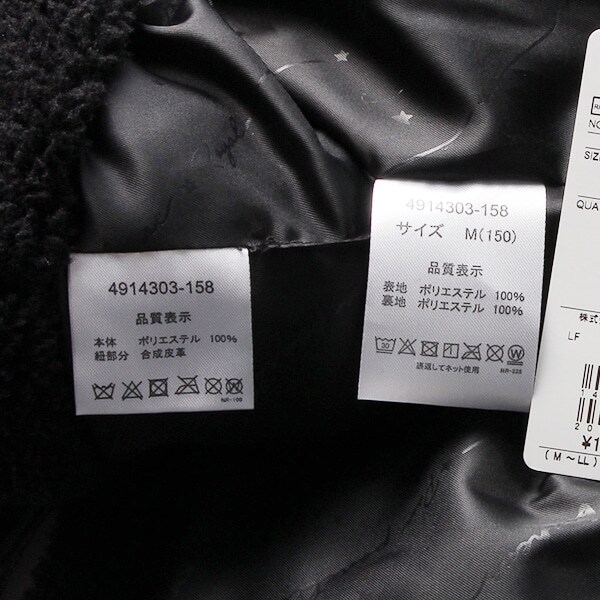 4914303-158
品質表示
本体 ポリエステル 100%
紐部分 合成皮革
NR-198
4914303-158
サイズ M(150)
品質表示
表地 ポリエステル 100%
裏地 ポリエステル 100%
30
裏返してネット使用
NR-228
SIZ
QUA
株式
LF
¥1
(M〜LL)